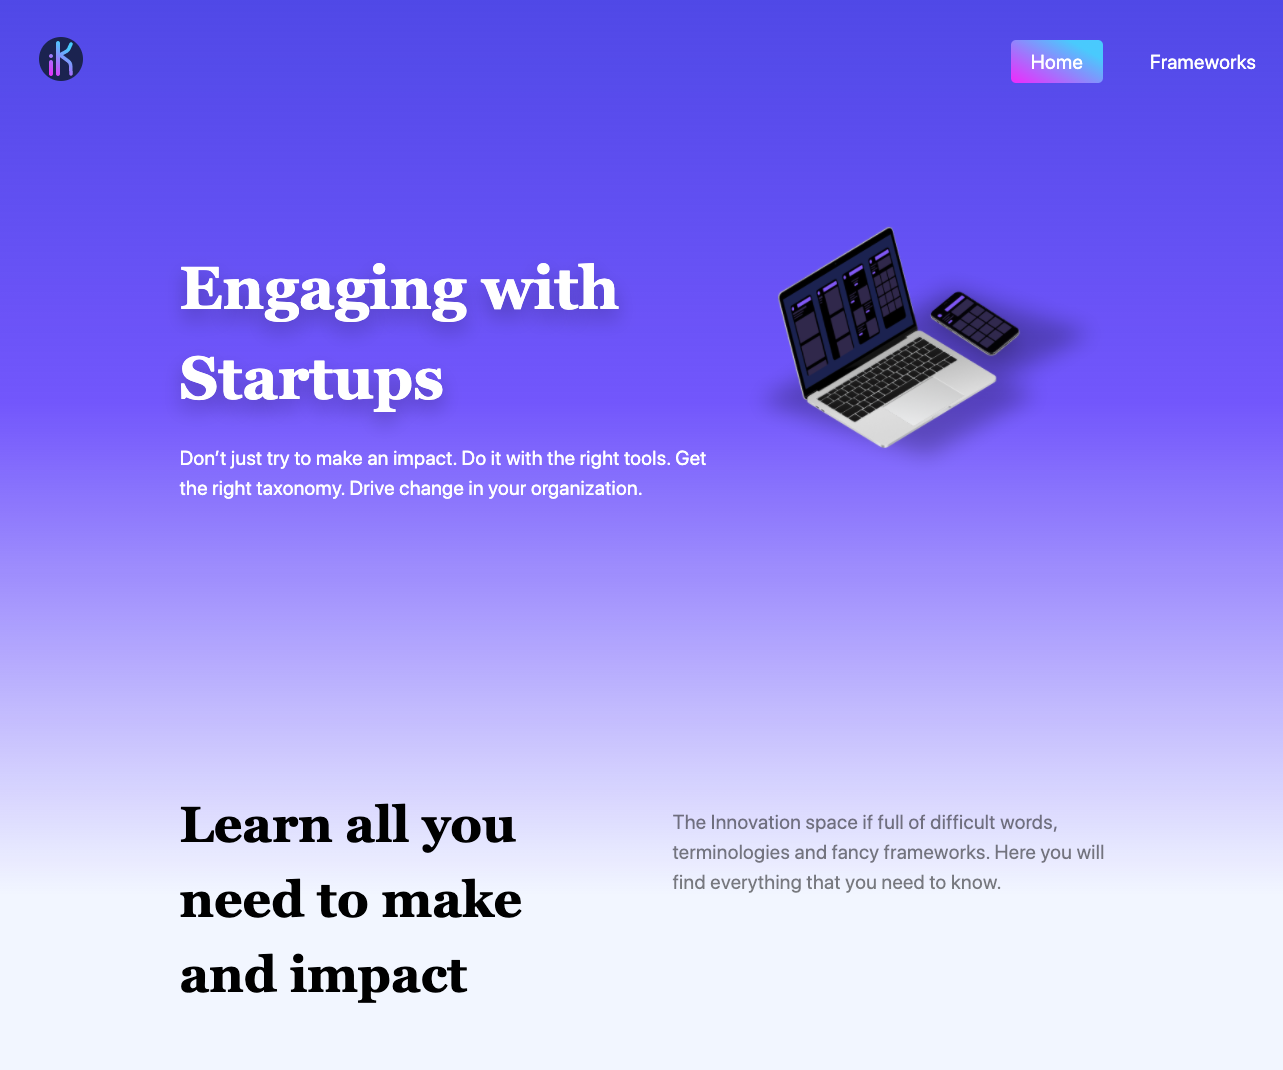 iK
Home
Frameworks
Engaging with
Startups
Don't just try to make an impact. Do it with the right tools. Get
the right taxonomy. Drive change in your organization.
Learn all you
need to make
and impact
The Innovation space if full of difficult words,
terminologies and fancy frameworks. Here you will
find everything that you need to know.